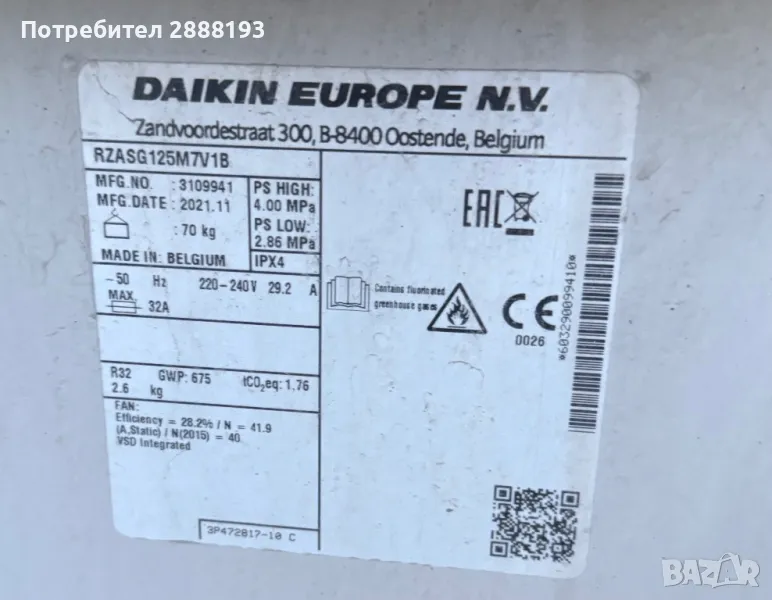 Потребител 2888193
DAIKIN EUROPE N.V.
Zandvoordestraat 300, B-8400 Oostende, Belgium
RZASG125M7V1B
MFG.NO. : 3109941
MFG.DATE : 2021.11
: 70 kg
MADE IN: BELGIUM
PS HIGH:
4.00 MPa
PS LOW:
2.86 MPa
IPX4
~ 50 Hz 220-240V 29.2 A
MAX. 32A
R32 GWP: 675 tCO2eq: 1.76
2.6 kg
FAN:
Efficiency = 28.2% / N = 41.9
(A,Static) / N(2015) = 40
VSD Integrated
3P472817-10 C
EAC
Contains fluorinated
greenhouse gases
CE
0026
*603290099410*
BAZAR